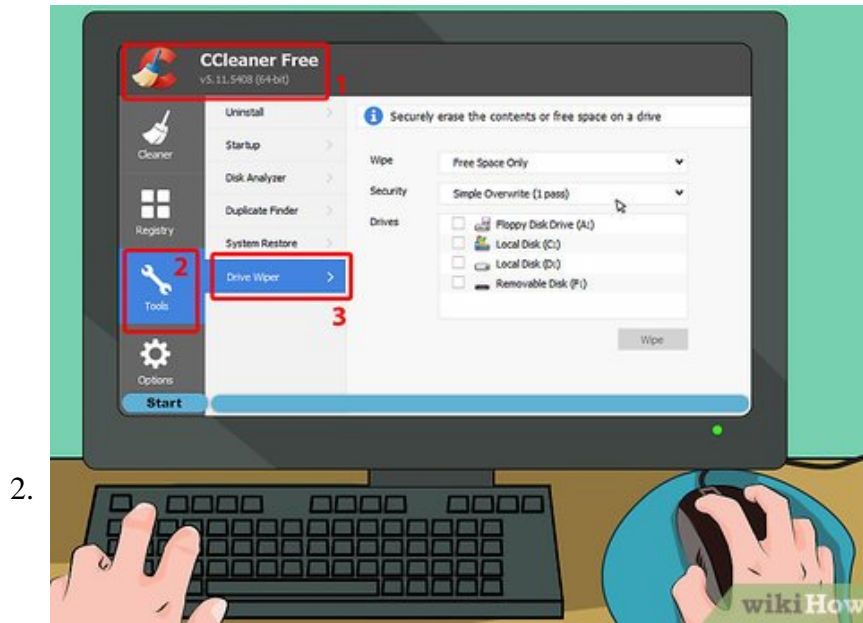 CCleaner Free
v5.11.5408 (64-bit)
1
Cleaner
Registry
2
Tools
Options
Uninstall
Startup
Disk Analyzer
Duplicate Finder
System Restore
Drive Wiper
3
Securely erase the contents or free space on a drive
Wipe Free Space Only
Security Simple Overwrite (1 pass)
Drives Floppy Disk Drive (A:)
Local Disk (C:)
Local Disk (D:)
Removable Disk (F:)
Wipe
Start
2.
wikiHow